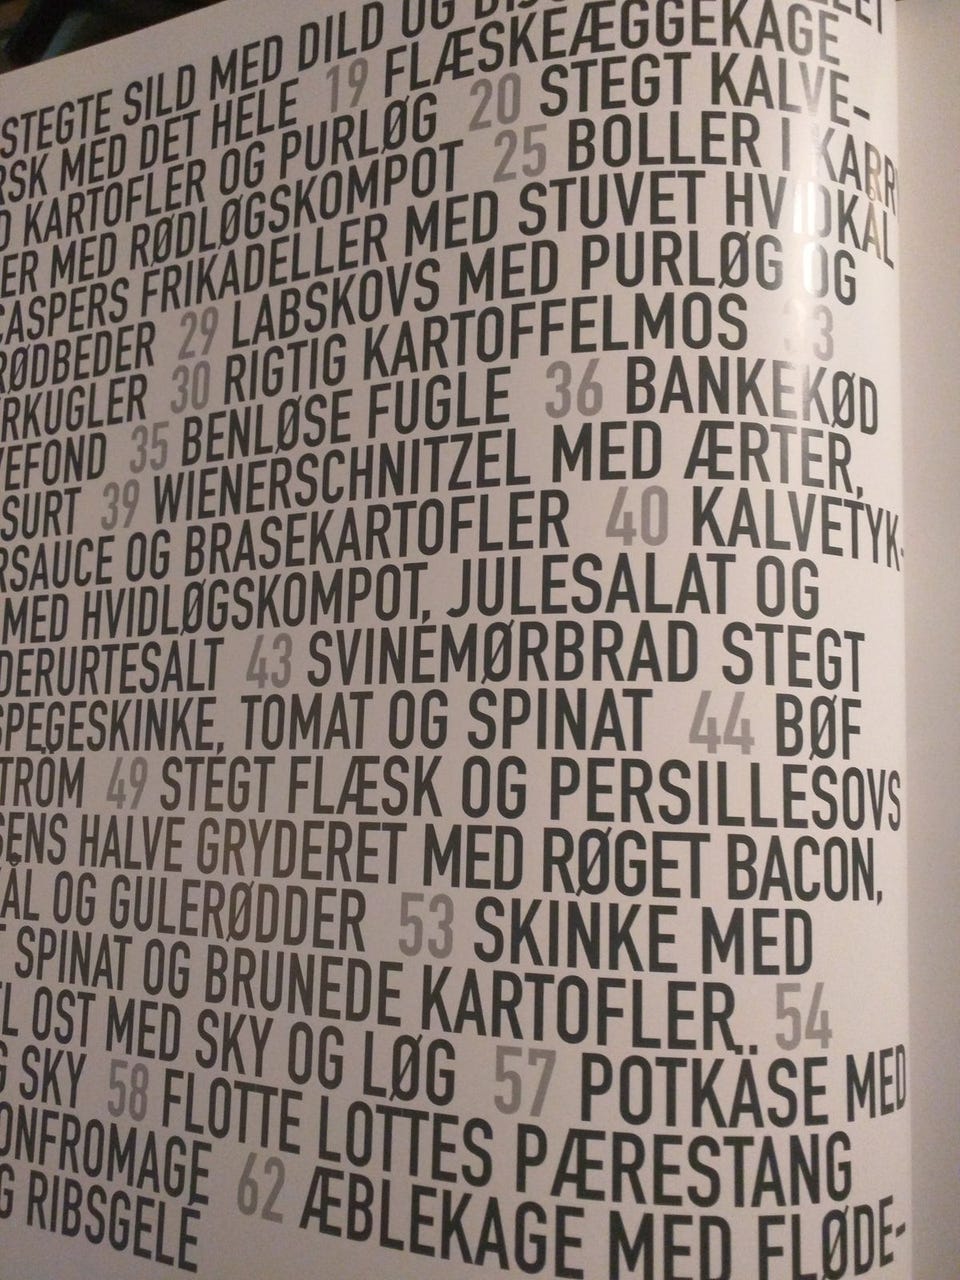 STEGTE SILD MED DILD OG
MED DET HELE 19 FLÆSKEÆGGEKAGE
KARTOFLER OG PURLØG 20 STEGT KALVE-
ER MED RØDLØGSKOMPOT 25 BOLLER I KARRY
CASPERS FRIKADELLER MED STUVET HVIDKÅL
RØDBEDER 29 LABSKOVS MED PURLØG OG
RKUGLER 30 RIGTIG KARTOFFELMOS 33
VEFOND 35 BENLØSE FUGLE 36 BANKEKØD
SURT 39 WIENERSCHNITZEL MED ÆRTER,
RSAUCE OG BRASEKARTOFLER 40 KALVETYK-
MED HVIDLØGSKOMPOT, JULESALAT OG
DERURTESALT 43 SVINEMØRBRAD STEGT
SPEGESKINKE, TOMAT OG SPINAT 44 BØF
TRÖM 49 STEGT FLÆSK OG PERSILLESOVS
SENS HALVE GRYDERET MED RØGET BACON,
ÅL OG GULERØDDER 53 SKINKE MED
SPINAT OG BRUNEDE KARTOFLER 54
L OST MED SKY OG LØG 57 POTKÄSE MED
G SKY 58 FLOTTE LOTTES PÆRESTANG
ONFROMAGE 62 ÆBLEKAGE MED FLØDE-
G RIBSGELÉ